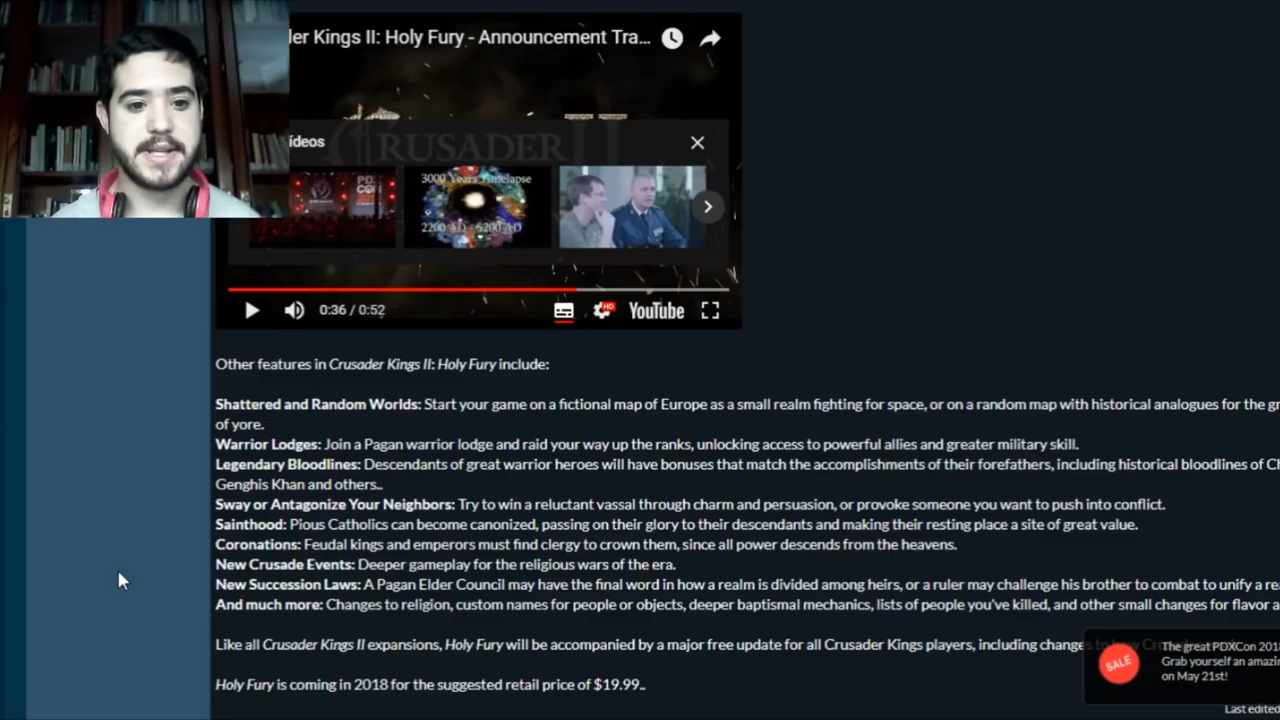 ler Kings II: Holy Fury - Announcement Tra...
CRUSADER II
ídeos
3000 Years Timelapse
2200 AD - 5200 AD
0:36 / 0:52
HD
YouTube
Other features in Crusader Kings II: Holy Fury include:
Shattered and Random Worlds: Start your game on a fictional map of Europe as a small realm fighting for space, or on a random map with historical analogues for the gr
of yore.
Warrior Lodges: Join a Pagan warrior lodge and raid your way up the ranks, unlocking access to powerful allies and greater military skill.
Legendary Bloodlines: Descendants of great warrior heroes will have bonuses that match the accomplishments of their forefathers, including historical bloodlines of Ch
Genghis Khan and others..
Sway or Antagonize Your Neighbors: Try to win a reluctant vassal through charm and persuasion, or provoke someone you want to push into conflict.
Sainthood: Pious Catholics can become canonized, passing on their glory to their descendants and making their resting place a site of great value.
Coronations: Feudal kings and emperors must find clergy to crown them, since all power descends from the heavens.
New Crusade Events: Deeper gameplay for the religious wars of the era.
New Succession Laws: A Pagan Elder Council may have the final word in how a realm is divided among heirs, or a ruler may challenge his brother to combat to unify a re
And much more: Changes to religion, custom names for people or objects, deeper baptismal mechanics, lists of people you've killed, and other small changes for flavor a
Like all Crusader Kings II expansions, Holy Fury will be accompanied by a major free update for all Crusader Kings players, including changes
SALE
The great PDXCon 2018
Grab yourself an amazin
on May 21st!
Holy Fury is coming in 2018 for the suggested retail price of $19.99..
Last edited